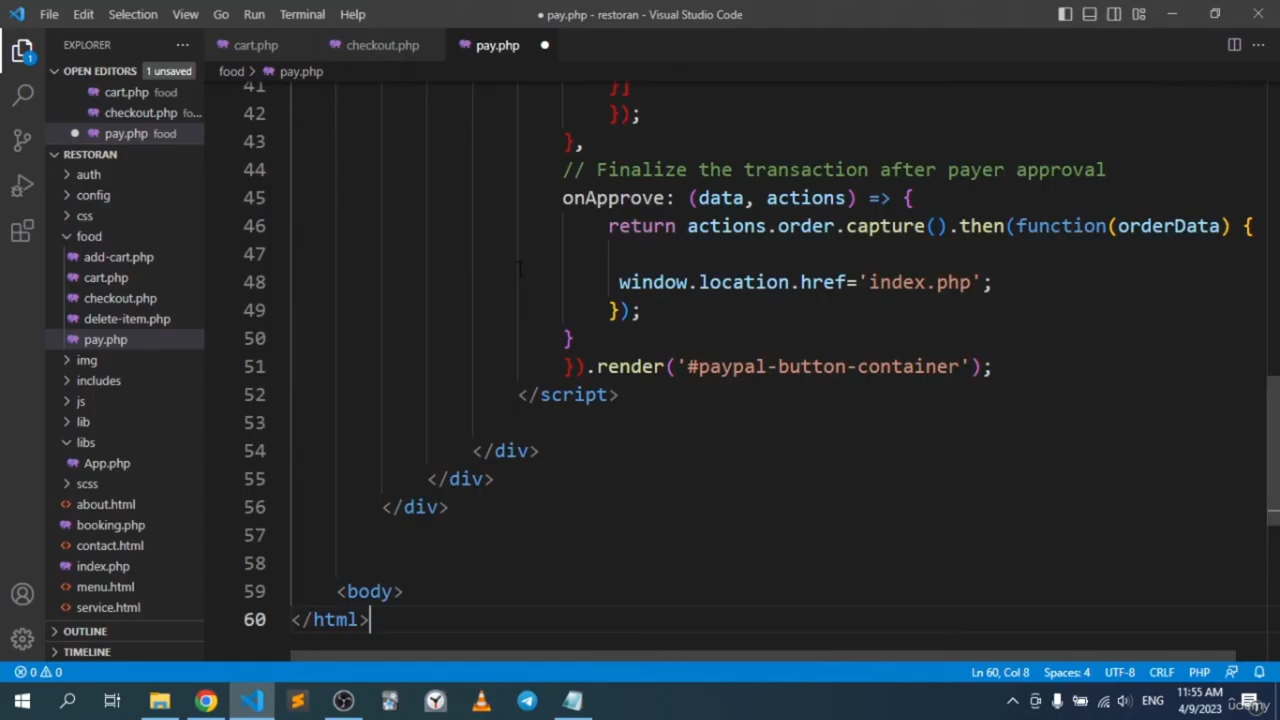 File Edit Selection View Go Run Terminal Help
● pay.php - restoran - Visual Studio Code
EXPLORER
OPEN EDITORS 1 unsaved
cart.php food
checkout.php fo...
pay.php food
RESTORAN
auth
config
css
food
add-cart.php
cart.php
checkout.php
delete-item.php
pay.php
img
includes
js
lib
libs
App.php
scss
about.html
booking.php
contact.html
index.php
menu.html
service.html
OUTLINE
TIMELINE
1
cart.php checkout.php pay.php
food > pay.php
41 }]
42 });
43 },
44 // Finalize the transaction after payer approval
45 onApprove: (data, actions) => {
46 return actions.order.capture().then(function(orderData) {
47
48 window.location.href='index.php';
49 });
50 }
51 }).render('#paypal-button-container');
52 </script>
53
54 </div>
55 </div>
56 </div>
57
58
59 <body>
60 </html>
0 0 Ln 60, Col 8 Spaces: 4 UTF-8 CRLF PHP
ENG
11:55 AM
4/9/2023
udemy